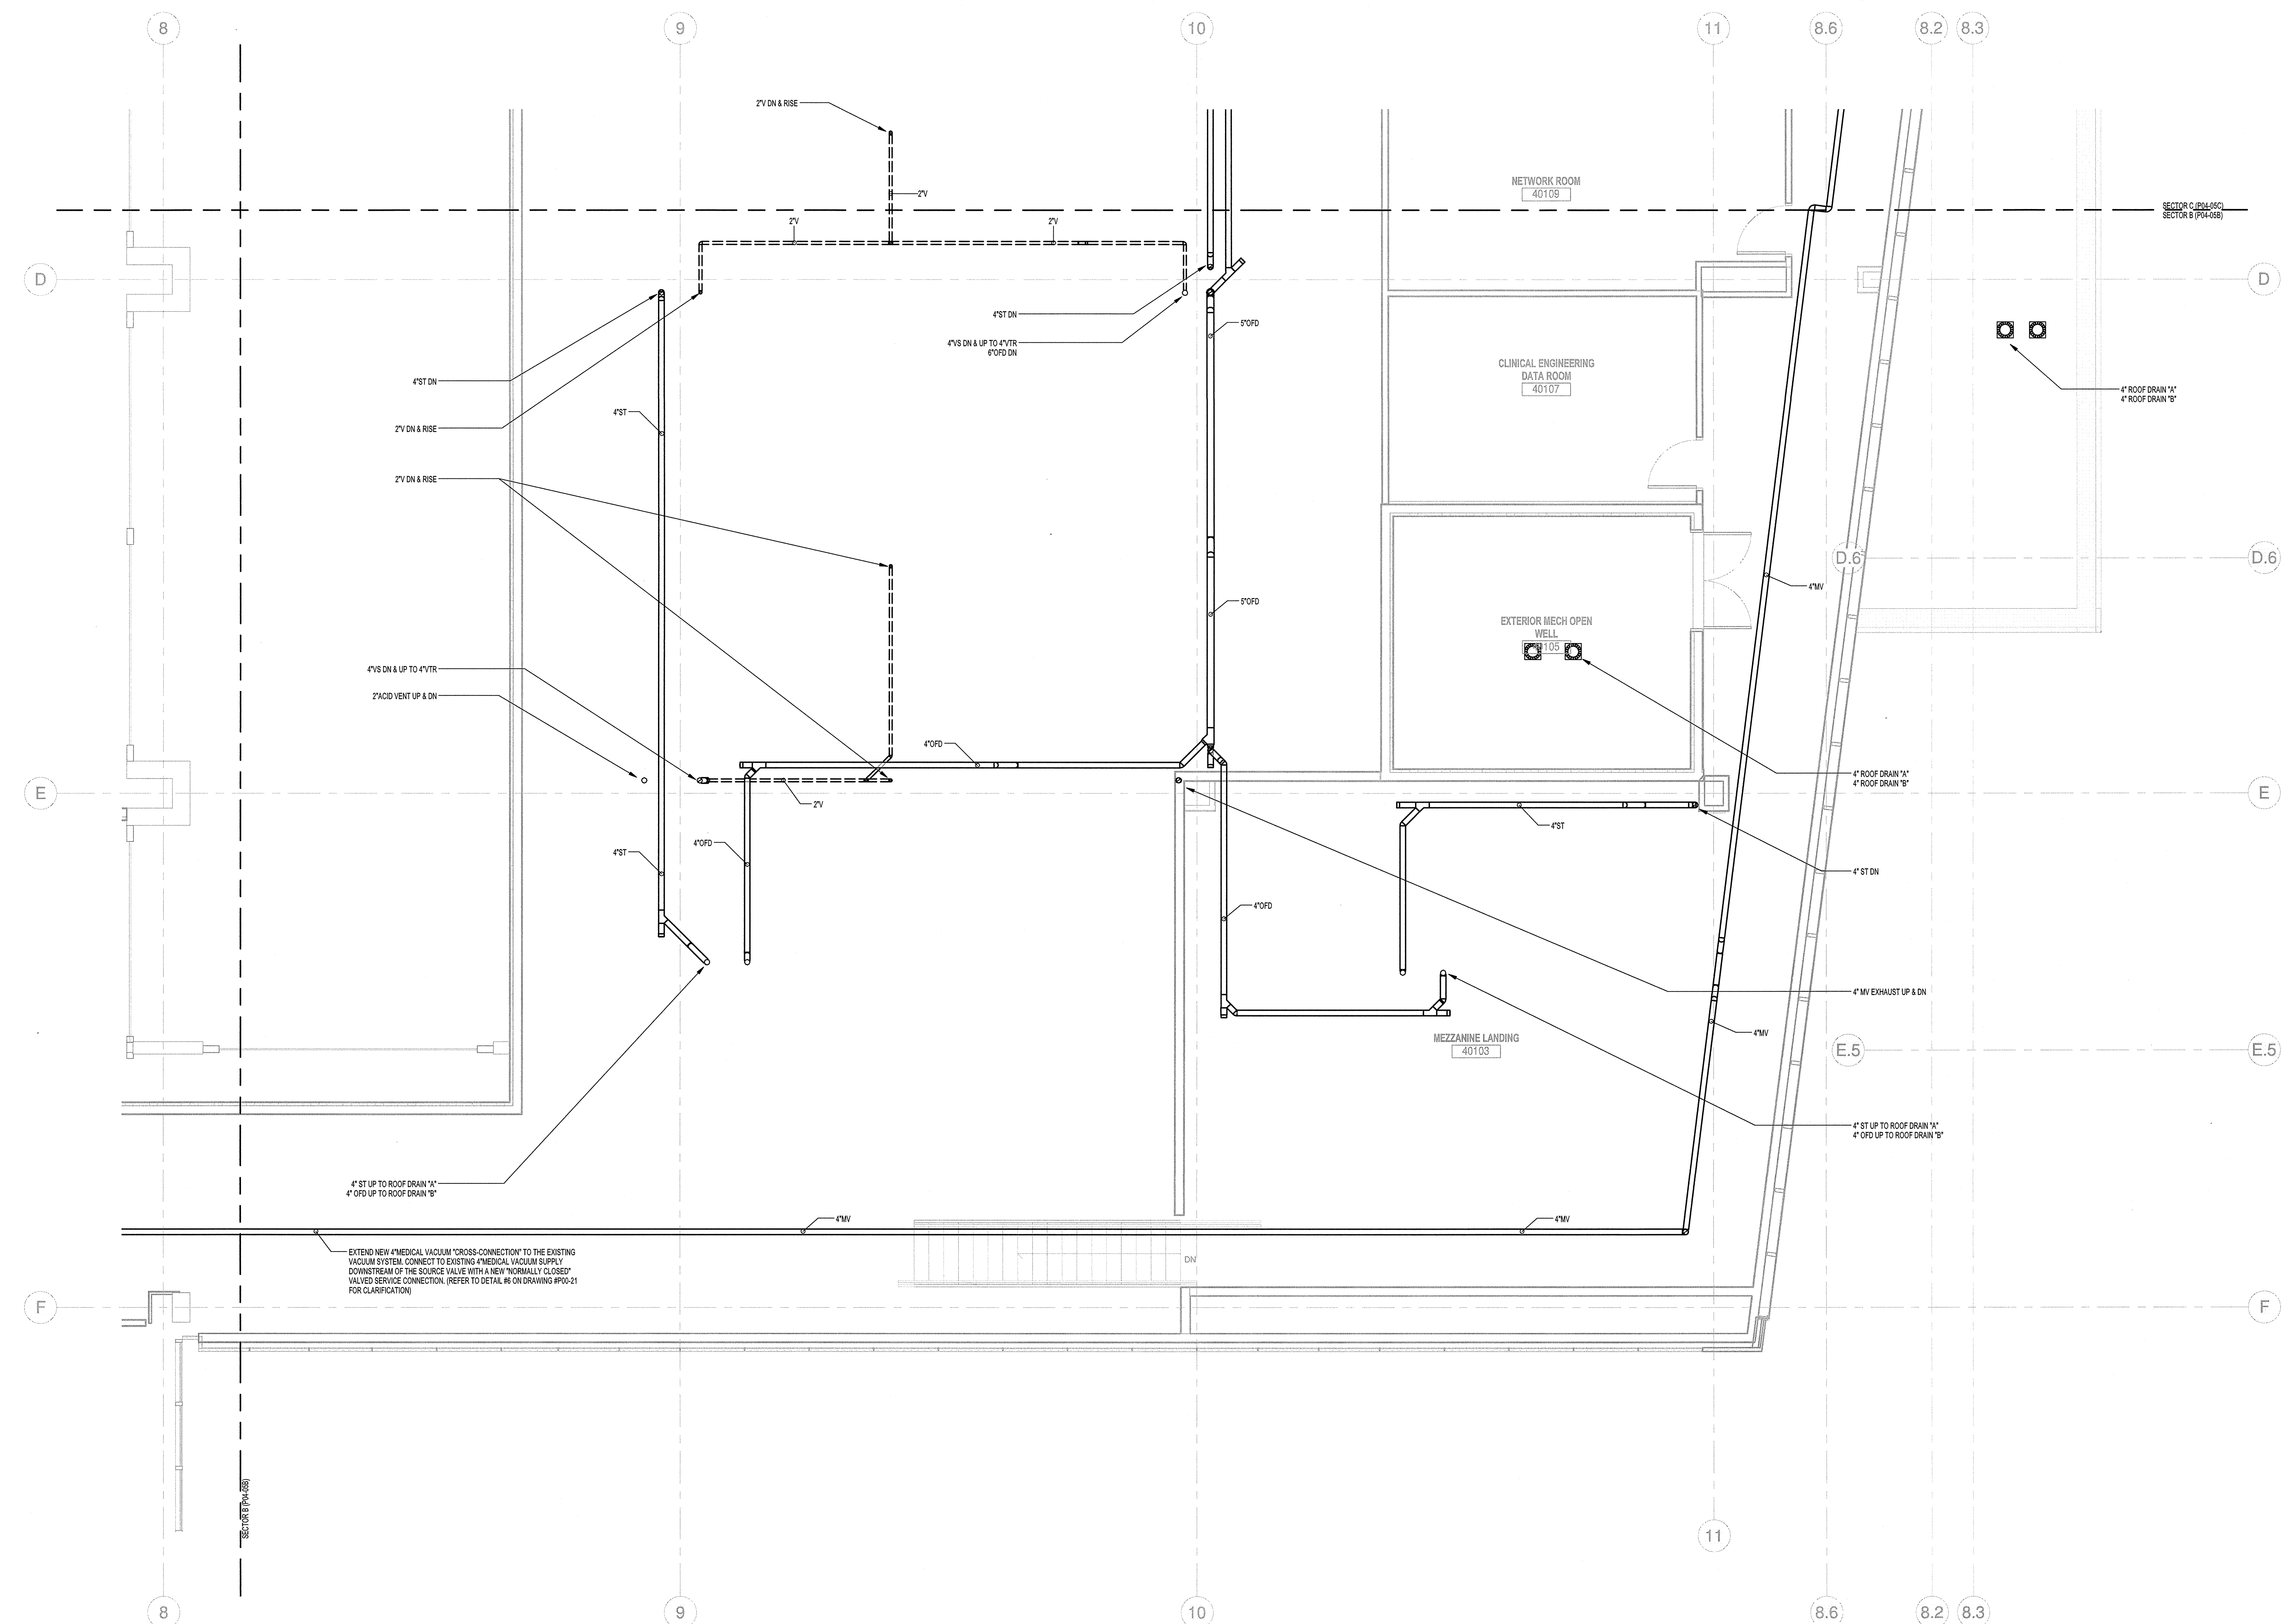 8
9
10
11
8.6
8.2
8.3
2"V DN & RISE
2"V
NETWORK ROOM
40109
SECTOR C (P04-05C)
SECTOR B (P04-05B)
2"V
2"V
D
D
4"ST DN
5"OFD
4"VS DN & UP TO 4"VTR
6"OFD DN
CLINICAL ENGINEERING
DATA ROOM
40107
4"ST DN
4" ROOF DRAIN "A"
4" ROOF DRAIN "B"
4"ST
2"V DN & RISE
2"V DN & RISE
D.6
D.6
4"MV
5"OFD
EXTERIOR MECH OPEN
WELL
4"VS DN & UP TO 4"VTR
2"ACID VENT UP & DN
4"OFD
4" ROOF DRAIN "A"
4" ROOF DRAIN "B"
E
E
2"V
4"ST
4"ST
4"OFD
4" ST DN
4"OFD
4" MV EXHAUST UP & DN
4"MV
MEZZANINE LANDING
40103
E.5
E.5
4" ST UP TO ROOF DRAIN "A"
4" OFD UP TO ROOF DRAIN "B"
4" ST UP TO ROOF DRAIN "A"
4" OFD UP TO ROOF DRAIN "B"
4"MV
4"MV
EXTEND NEW 4"MEDICAL VACUUM "CROSS-CONNECTION" TO THE EXISTING
VACUUM SYSTEM. CONNECT TO EXISTING 4"MEDICAL VACUUM SUPPLY
DOWNSTREAM OF THE SOURCE VALVE WITH A NEW "NORMALLY CLOSED"
VALVED SERVICE CONNECTION. (REFER TO DETAIL #6 ON DRAWING #P00-21
FOR CLARIFICATION)
DN
F
F
SECTOR B (P04-05B)
11
8
9
10
8.6
8.2
8.3